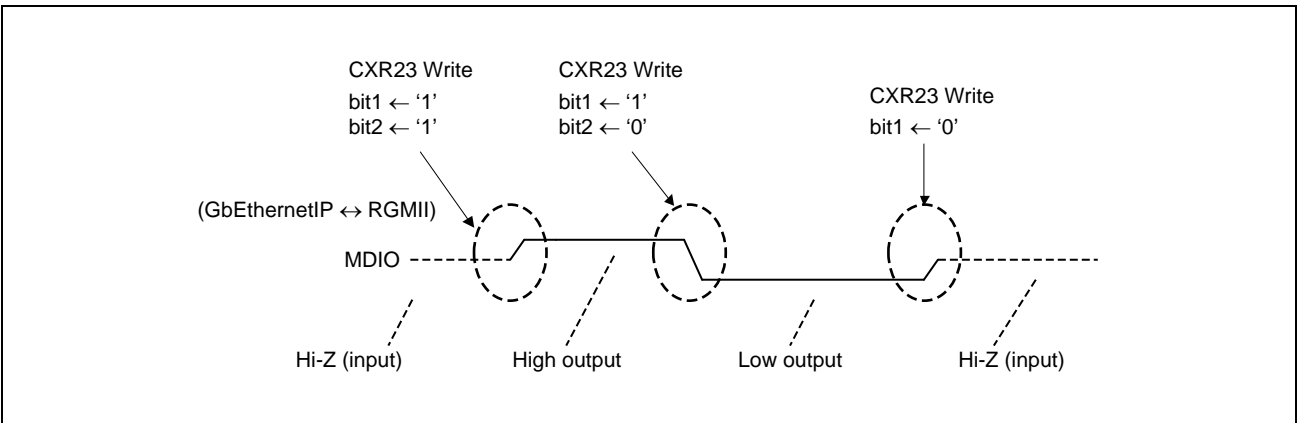 CXR23 Write
bit1 ← ‘1’
bit2 ← ‘1’
CXR23 Write
bit1 ← ‘1’
bit2 ← ‘0’
CXR23 Write
bit1 ← ‘0’
(GbEthernetIP ↔ RGMII)
MDIO
Hi-Z (input)
High output
Low output
Hi-Z (input)